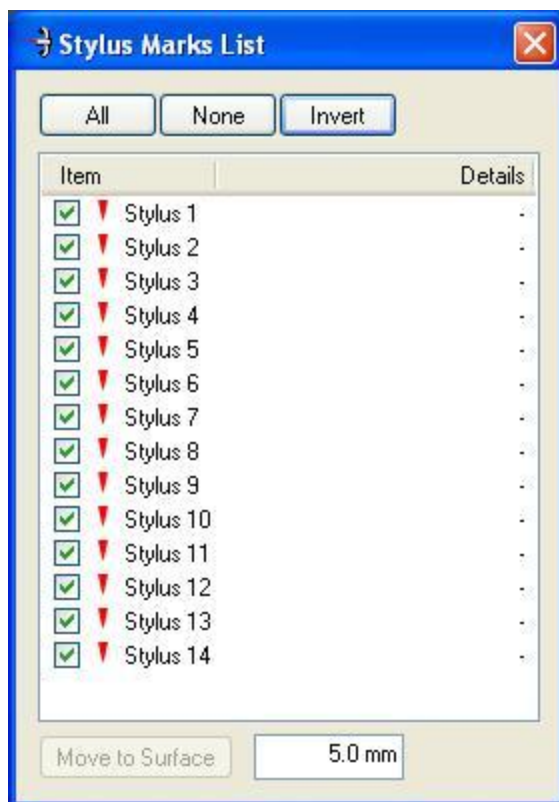 Stylus Marks List
All None Invert
Item Details
Stylus 1 -
Stylus 2 -
Stylus 3 -
Stylus 4 -
Stylus 5 -
Stylus 6 -
Stylus 7 -
Stylus 8 -
Stylus 9 -
Stylus 10 -
Stylus 11 -
Stylus 12 -
Stylus 13 -
Stylus 14 -
Move to Surface 5.0 mm